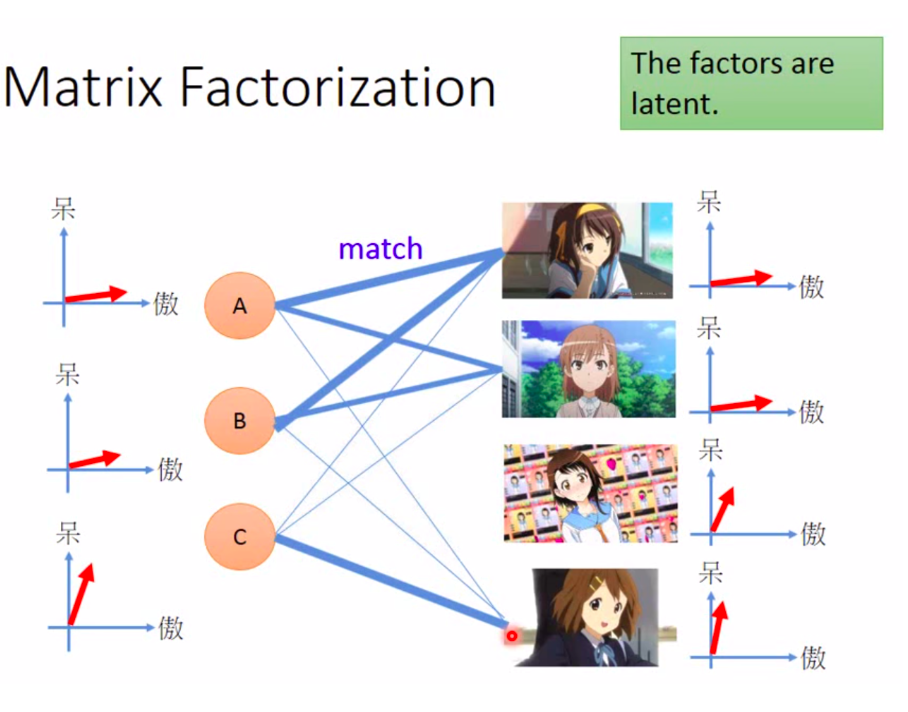 Matrix Factorization
The factors are
latent.
呆
傲
呆
傲
呆
傲
match
A
B
C
呆
傲
呆
傲
呆
傲
呆
傲